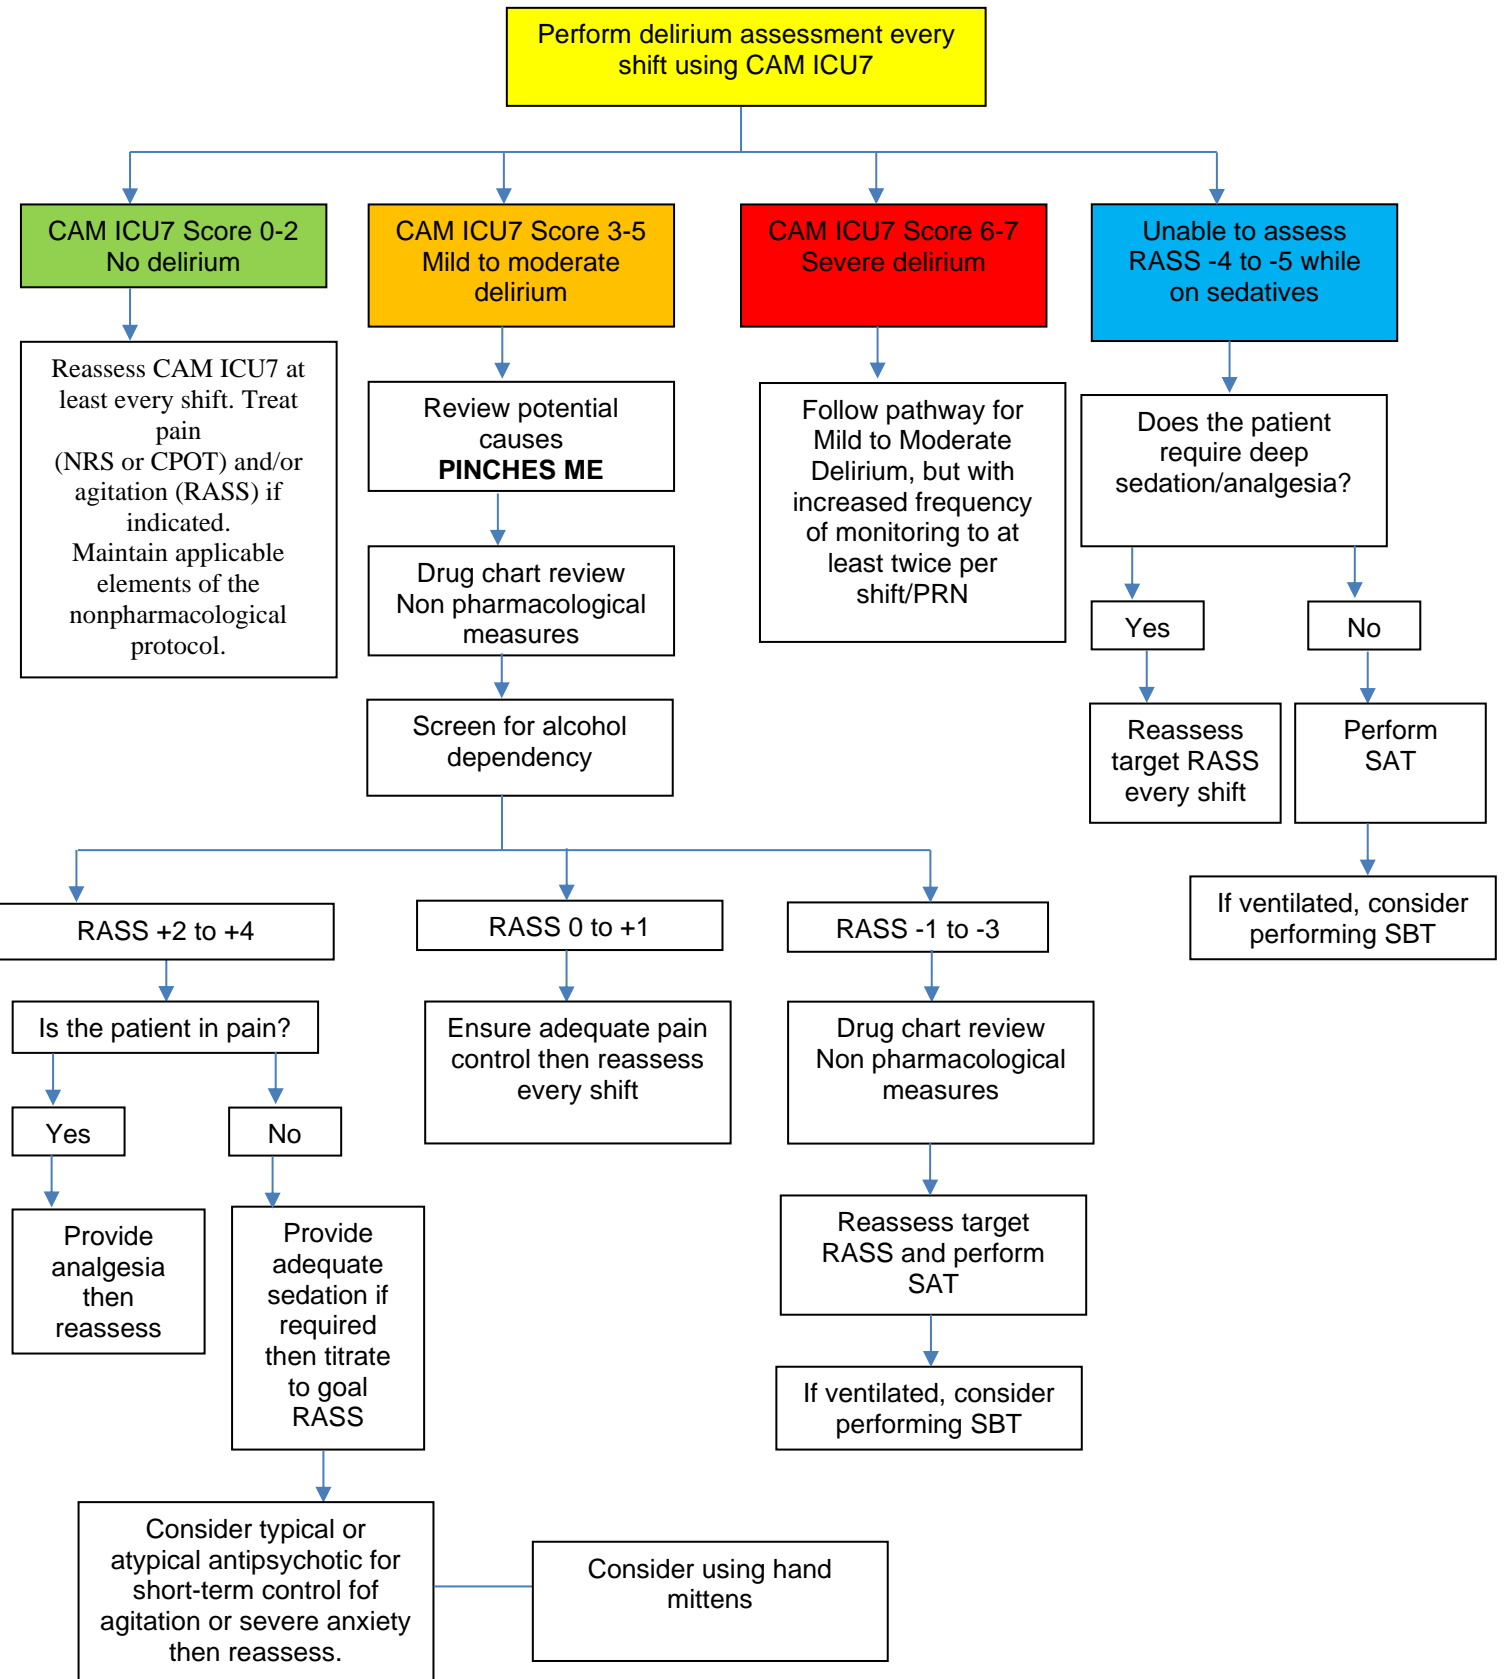 Perform delirium assessment every
shift using CAM ICU7
CAM ICU7 Score 0-2
No delirium
CAM ICU7 Score 3-5
Mild to moderate
delirium
CAM ICU7 Score 6-7
Severe delirium
Unable to assess
RASS -4 to -5 while
on sedatives
Reassess CAM ICU7 at
least every shift. Treat
pain
(NRS or CPOT) and/or
agitation (RASS) if
indicated.
Maintain applicable
elements of the
nonpharmacological
protocol.
Review potential
causes
PINCHES ME
Drug chart review
Non pharmacological
measures
Screen for alcohol
dependency
Follow pathway for
Mild to Moderate
Delirium, but with
increased frequency
of monitoring to at
least twice per
shift/PRN
Does the patient
require deep
sedation/analgesia?
Yes
No
Reassess
target RASS
every shift
Perform
SAT
If ventilated, consider
performing SBT
RASS +2 to +4
RASS 0 to +1
RASS -1 to -3
Is the patient in pain?
Ensure adequate pain
control then reassess
every shift
Drug chart review
Non pharmacological
measures
Yes
No
Provide
analgesia
then
reassess
Provide
adequate
sedation if
required
then titrate
to goal
RASS
Reassess target
RASS and perform
SAT
If ventilated, consider
performing SBT
Consider typical or
atypical antipsychotic for
short-term control fof
agitation or severe anxiety
then reassess.
Consider using hand
mittens